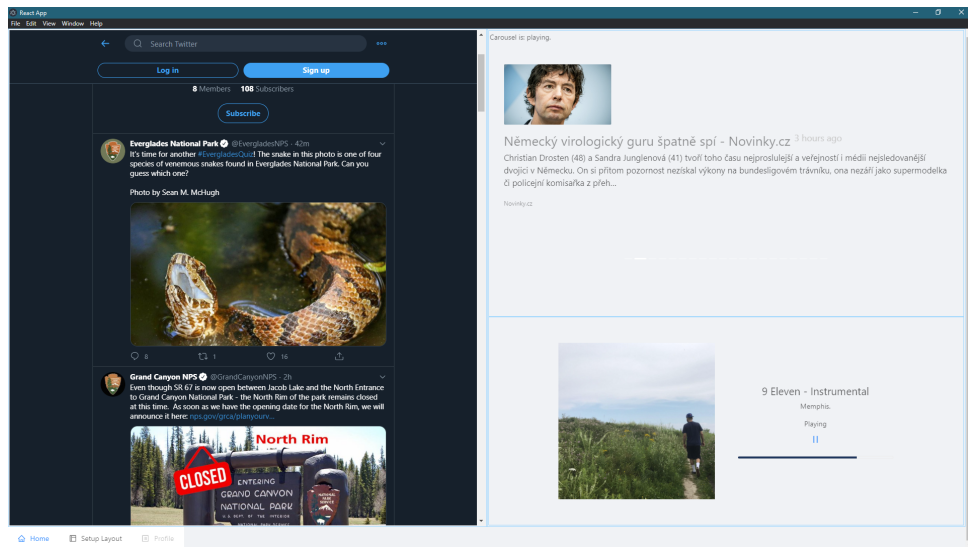 React App
File Edit View Window Help
Search Twitter
Log in
Sign up
8 Members 108 Subscribers
Subscribe
Everglades National Park @EvergladesNPS · 42m
It's time for another #EvergladesQuiz! The snake in this photo is one of four
species of venemous snakes found in Everglades National Park. Can you
guess which one?
Photo by Sean M. McHugh
8 1 16
Grand Canyon NPS @GrandCanyonNPS · 2h
Even though SR 67 is now open between Jacob Lake and the North Entrance
to Grand Canyon National Park - the North Rim of the park remains closed
at this time. As soon as we have the opening date for the North Rim, we will
announce it here: nps.gov/grca/planyourv...
North Rim
CLOSED
ENTERING
GRAND CANYON
NATIONAL PARK
Carousel is: playing.
Německý virologický guru špatně spí - Novinky.cz 3 hours ago
Christian Drosten (48) a Sandra Junglenová (41) tvoří toho času nejproslulejší a veřejností i médii nejsledovanější
dvojici v Německu. On si přitom pozornost nezískal výkony na bundesligovém trávníku, ona nezáří jako supermodelka
či policejní komisařka z přeh...
Novinky.cz
9 Eleven - Instrumental
Memphis.
Playing
Home
Setup Layout
Profile